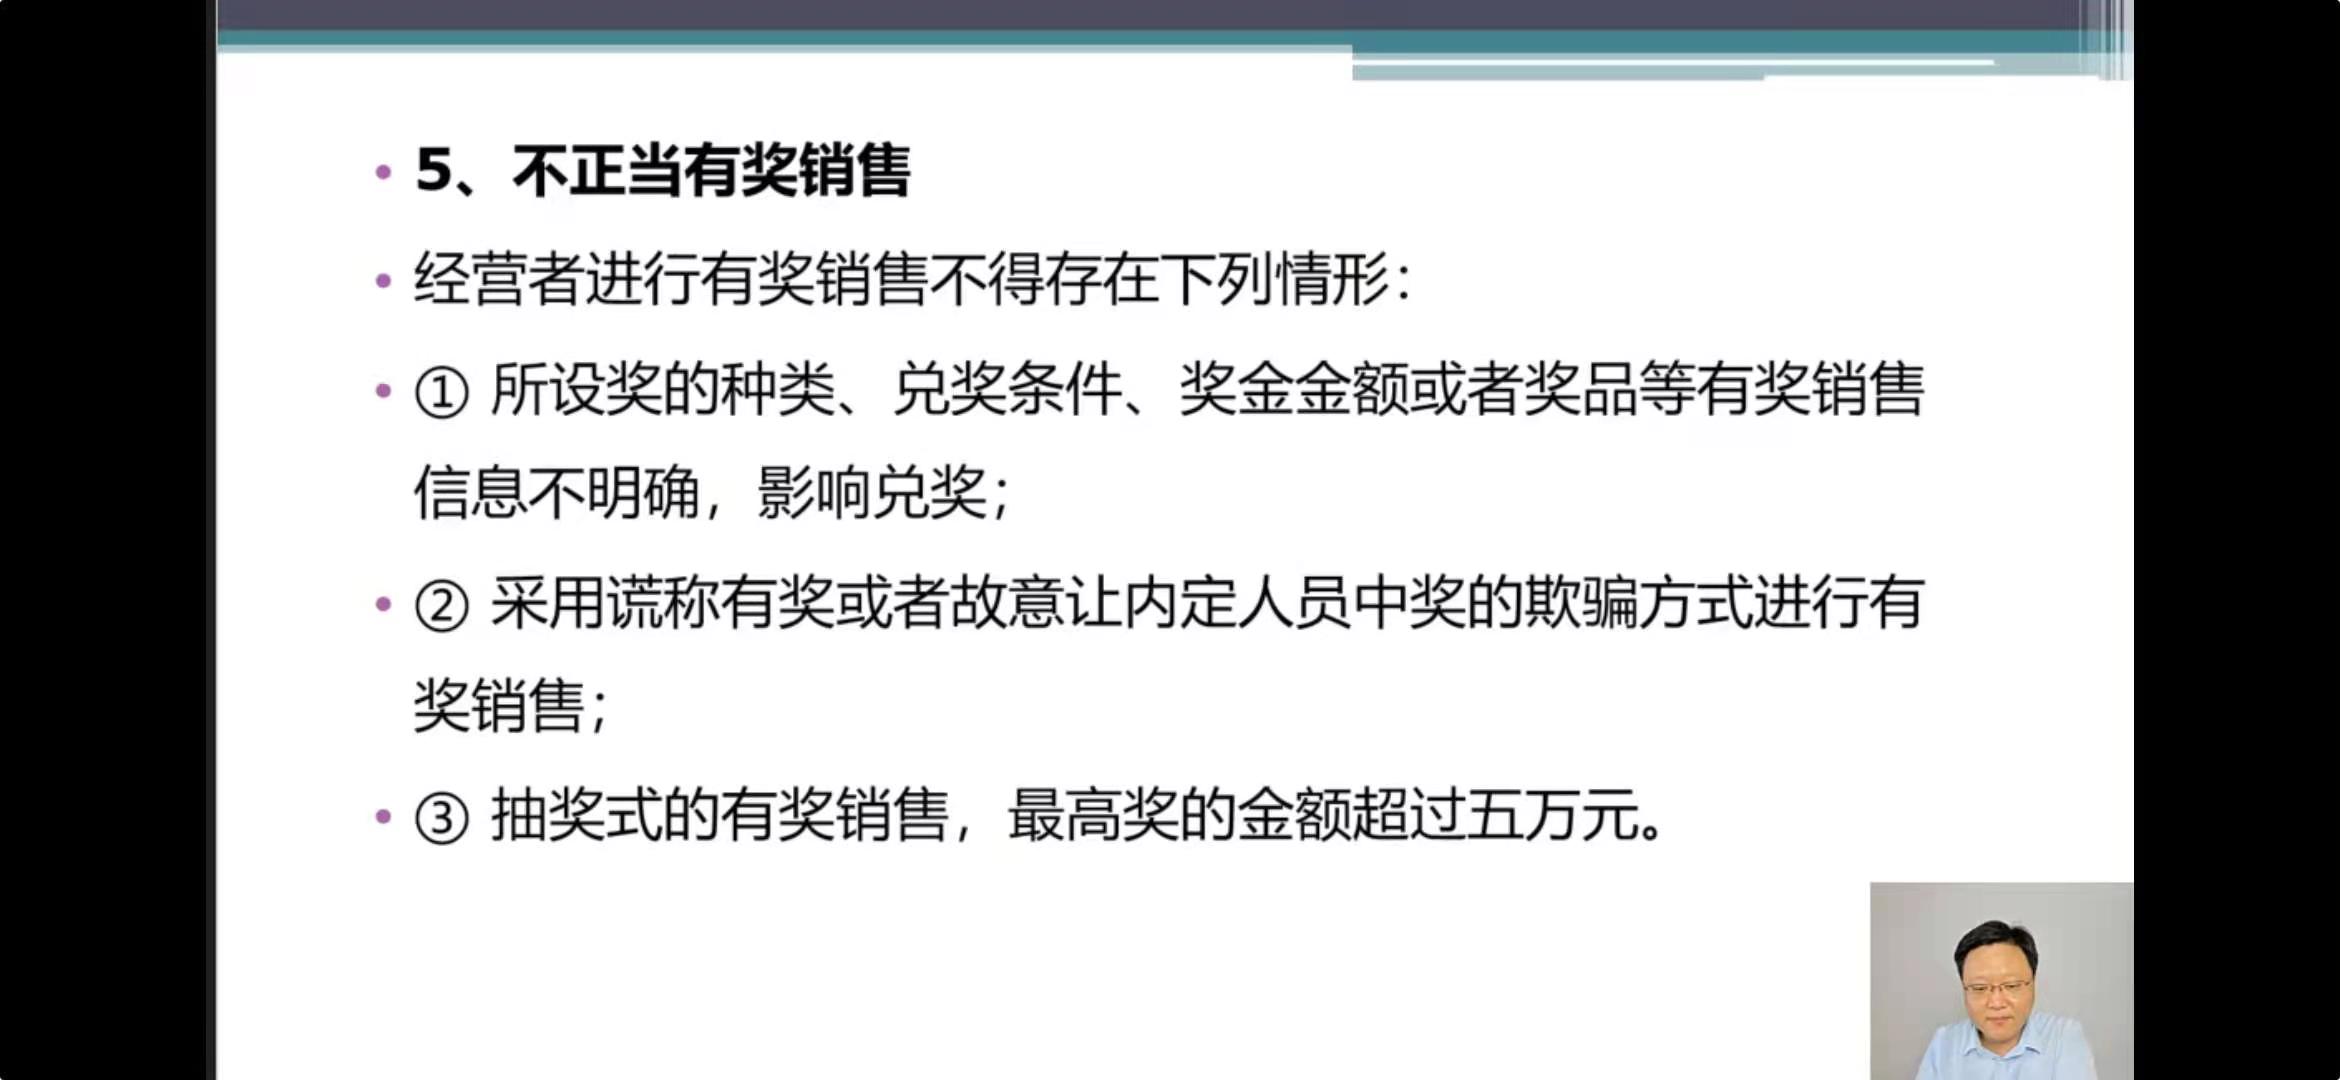 • 5、不正当有奖销售
• 经营者进行有奖销售不得存在下列情形：
• ① 所设奖的种类、兑奖条件、奖金金额或者奖品等有奖销售
信息不明确，影响兑奖；
• ② 采用谎称有奖或者故意让内定人员中奖的欺骗方式进行有
奖销售；
• ③ 抽奖式的有奖销售，最高奖的金额超过五万元。